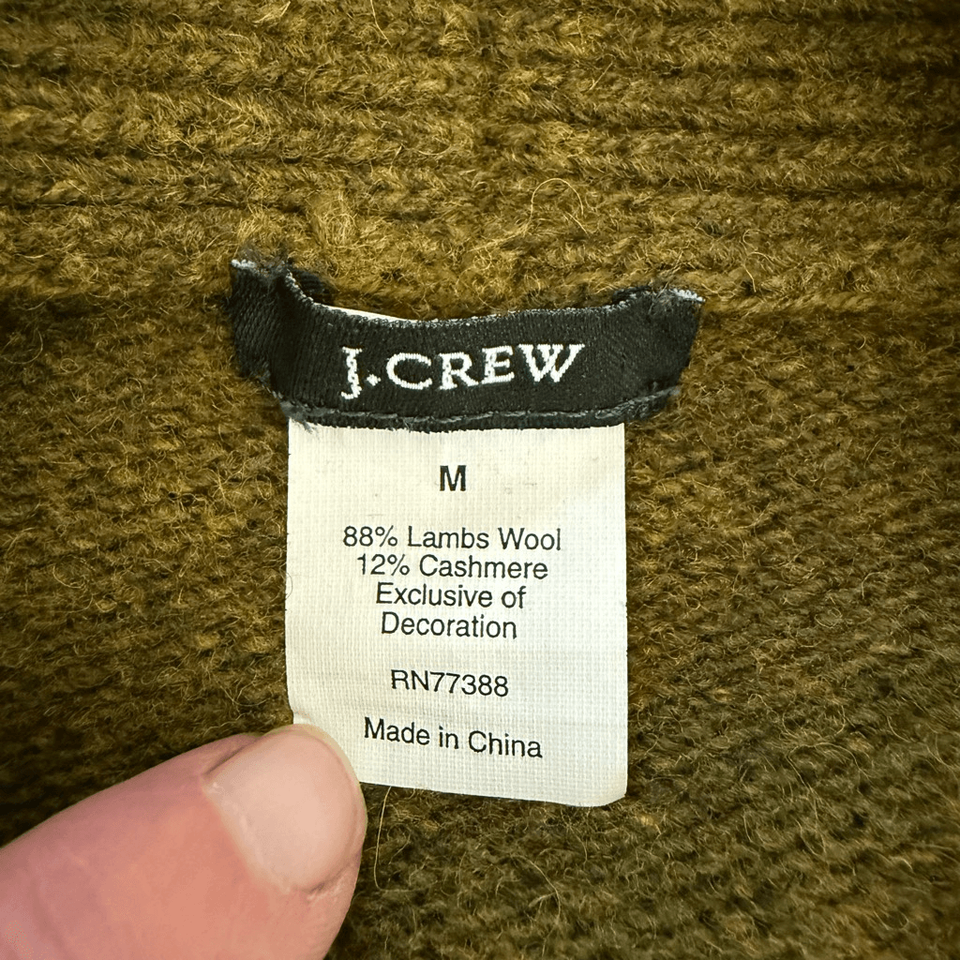 J.CREW
M
88% Lambs Wool
12% Cashmere
Exclusive of
Decoration
RN77388
Made in China